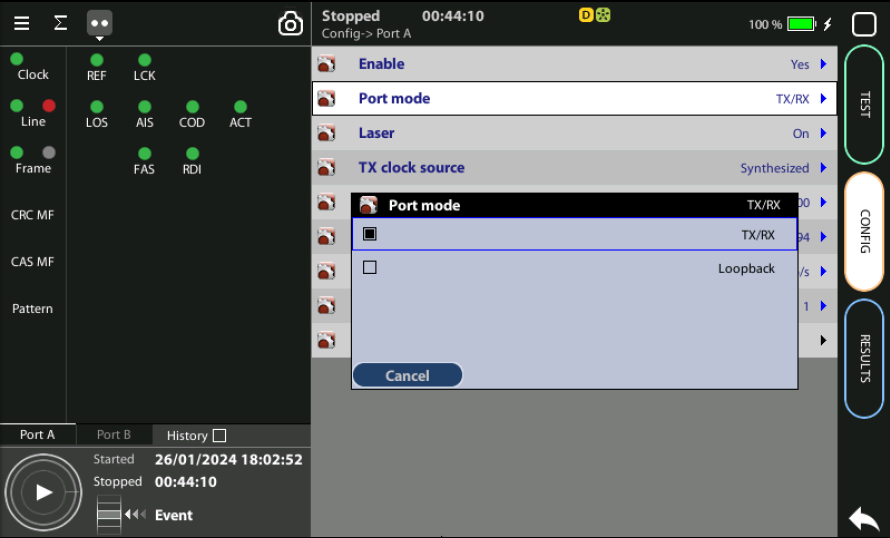 Stopped 00:44:10
Config-> Port A
D
100 %
Clock
REF LCK
Line
LOS AIS COD ACT
Frame
FAS RDI
CRC MF
CAS MF
Pattern
Port A Port B History
Started 26/01/2024 18:02:52
Stopped 00:44:10
Event
Enable Yes
Port mode TX/RX
Laser On
TX clock source Synthesized
00
94
/s
1
Port mode TX/RX
TX/RX
Loopback
Cancel
TEST
CONFIG
RESULTS